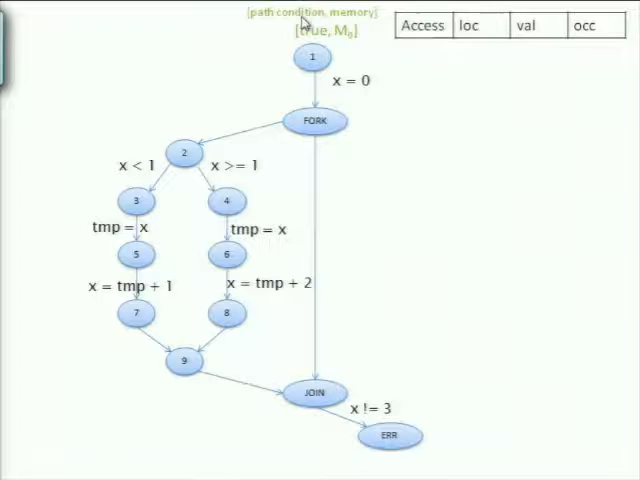 [path condition, memory]
[true, M0]
Access loc val occ
1
x = 0
FORK
2
x < 1 x >= 1
3 4
tmp = x tmp = x
5 6
x = tmp + 1 x = tmp + 2
7 8
9
JOIN
x != 3
ERR